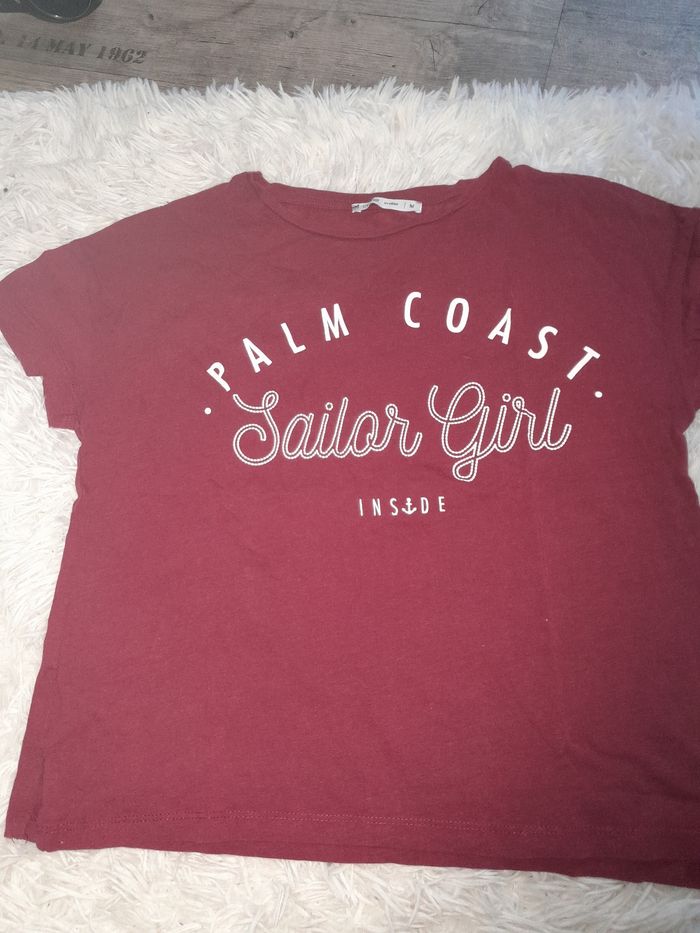 14 MAY 1962
M
• PALM COAST •
Sailor Girl
INS⚓DE